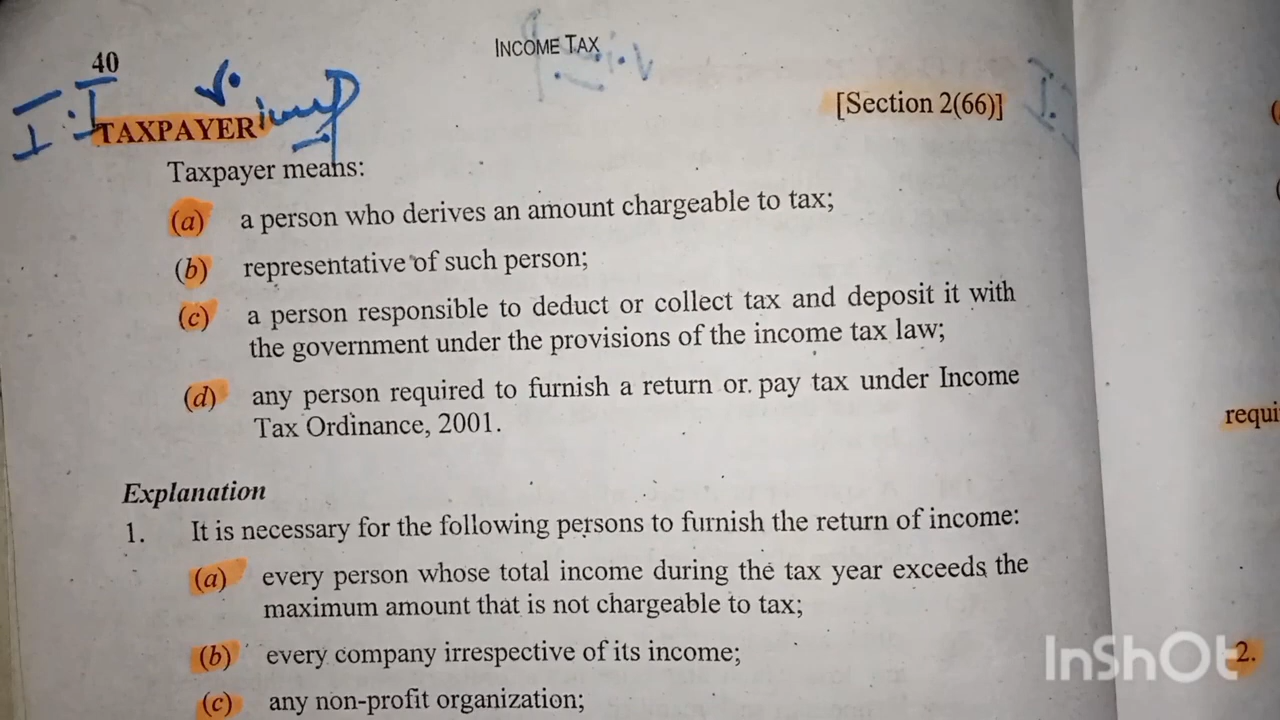 40
INCOME TAX
I.I
V.
imp
TAXPAYER
[Section 2(66)]
Taxpayer means:
(a) a person who derives an amount chargeable to tax;
(b) representative of such person;
(c) a person responsible to deduct or collect tax and deposit it with
the government under the provisions of the income tax law;
(d) any person required to furnish a return or pay tax under Income
Tax Ordinance, 2001.
Explanation
1. It is necessary for the following persons to furnish the return of income:
(a) every person whose total income during the tax year exceeds the
maximum amount that is not chargeable to tax;
(b) every company irrespective of its income;
(c) any non-profit organization;
requi
2.
InShOt